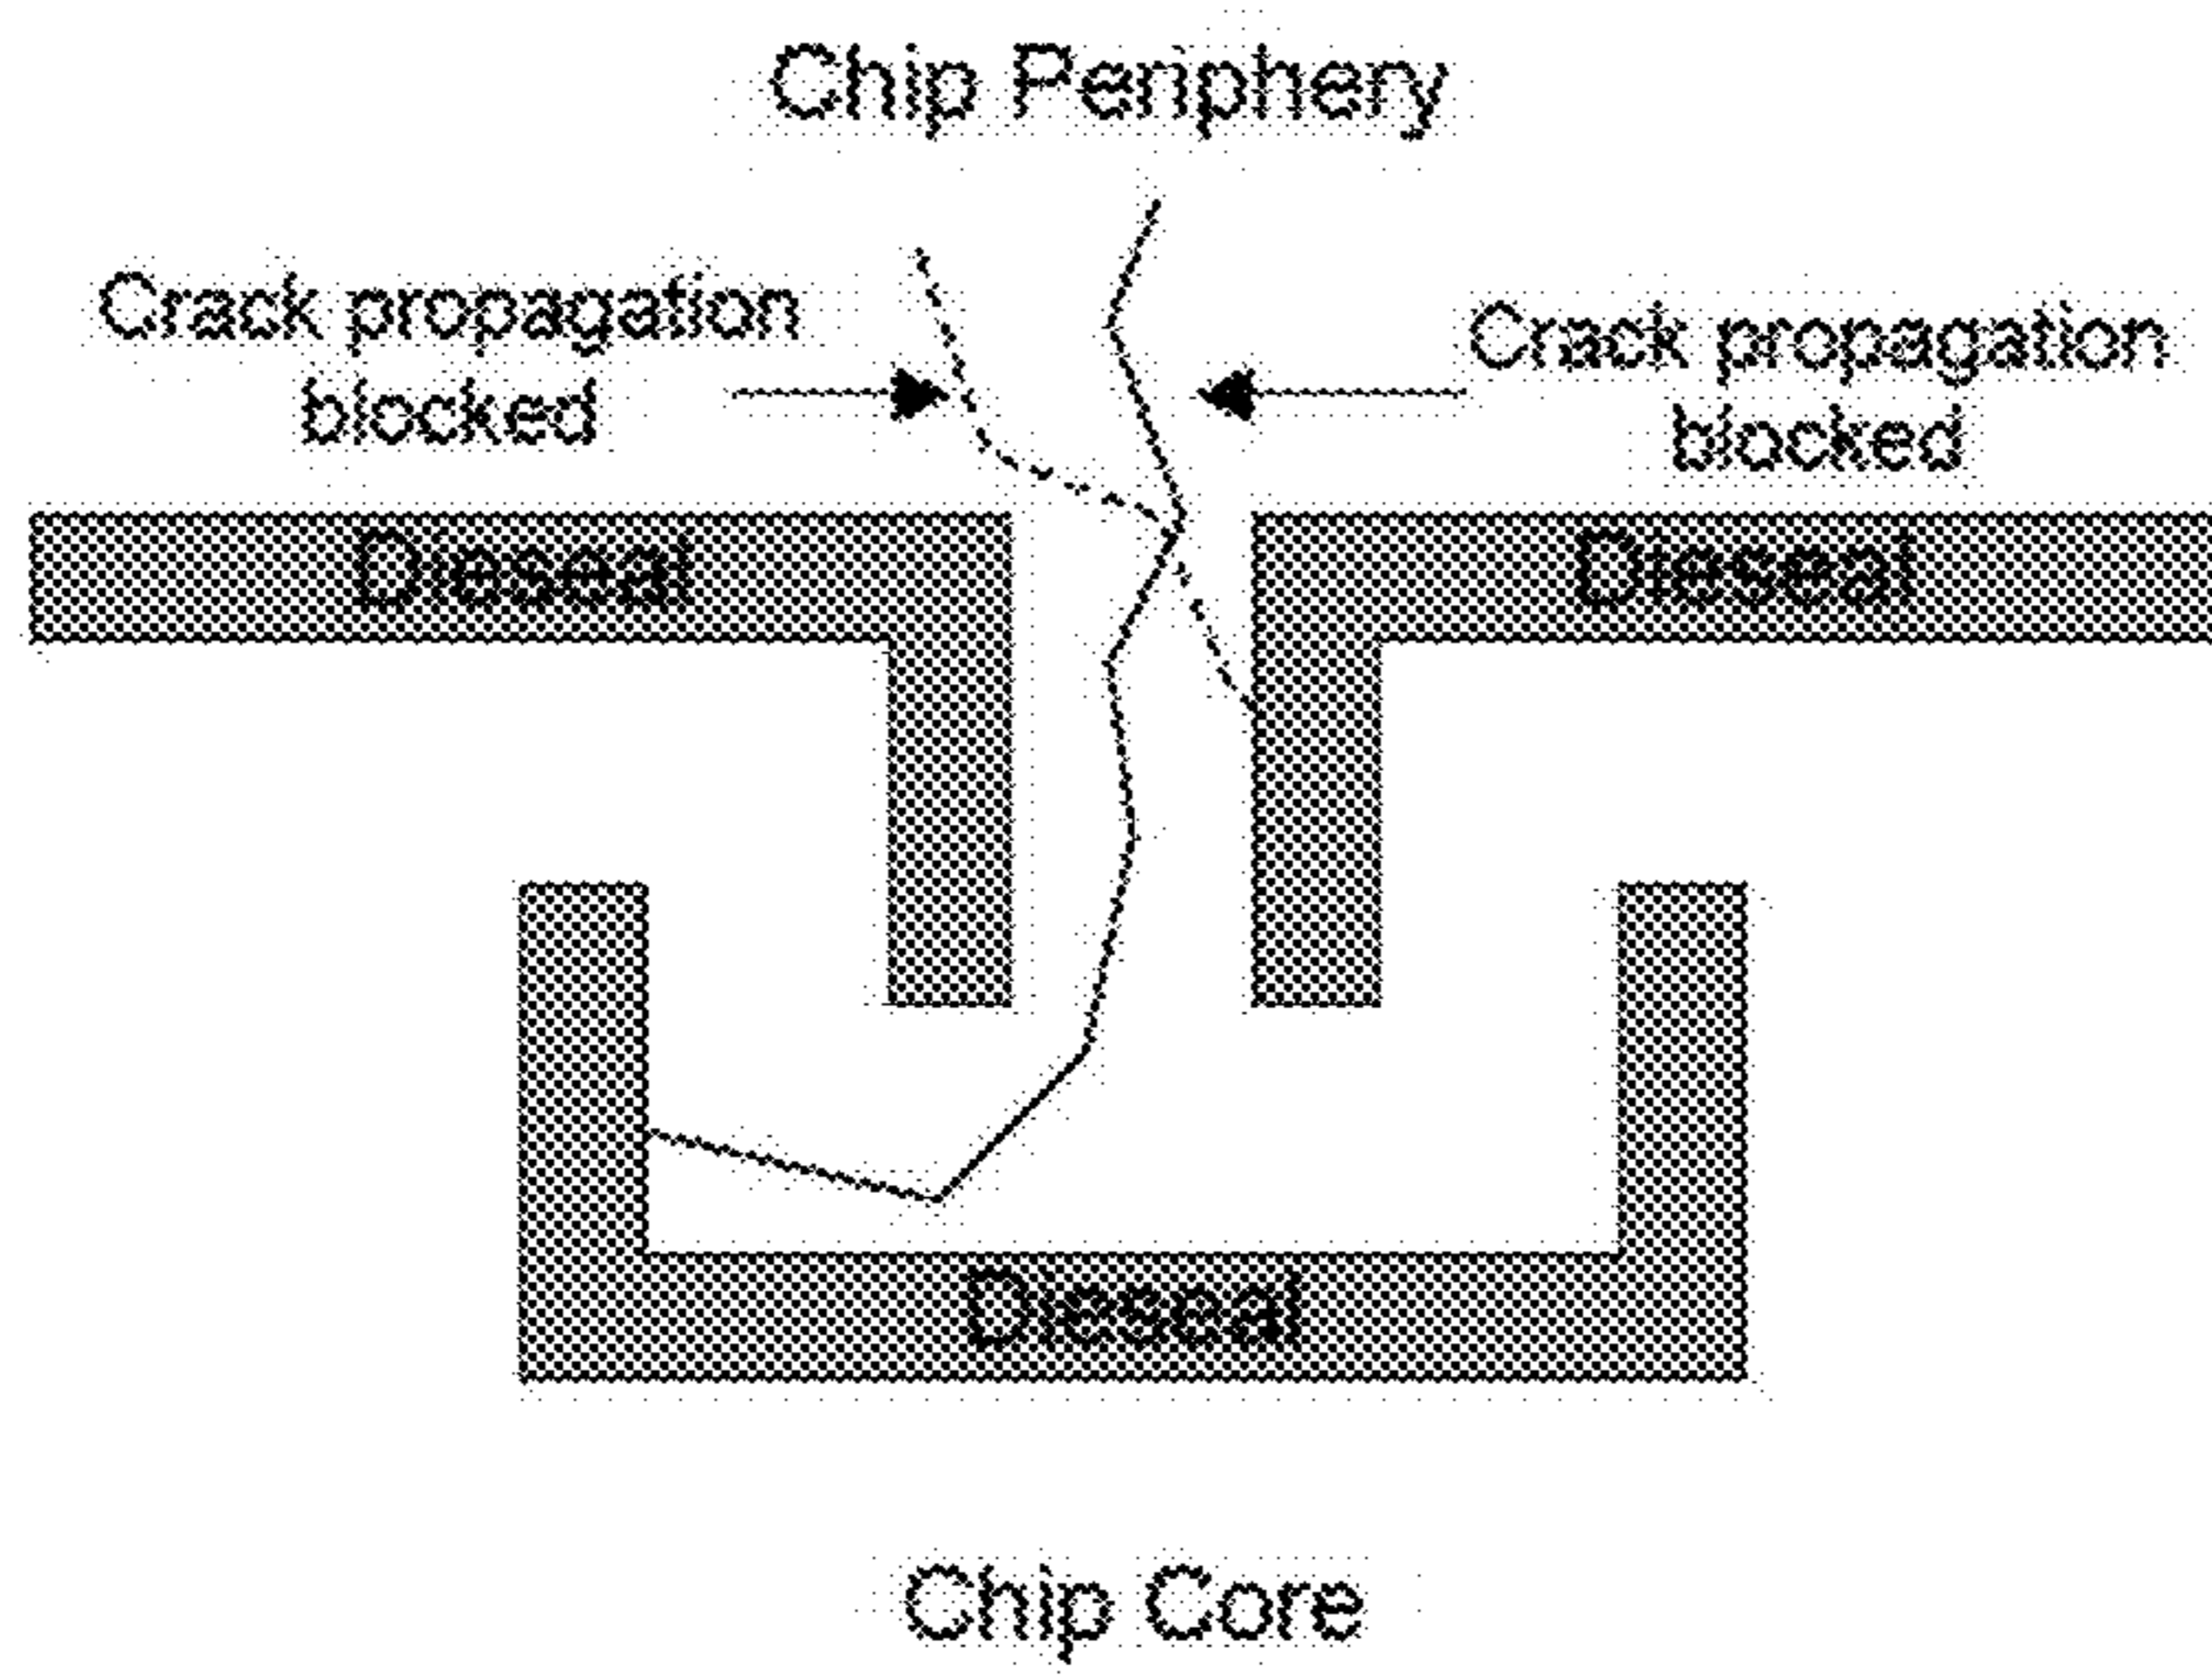 Chip Periphery
Crack propagation
blocked
Crack propagation
blocked
Dieseal
Dieseal
Dieseal
Chip Core